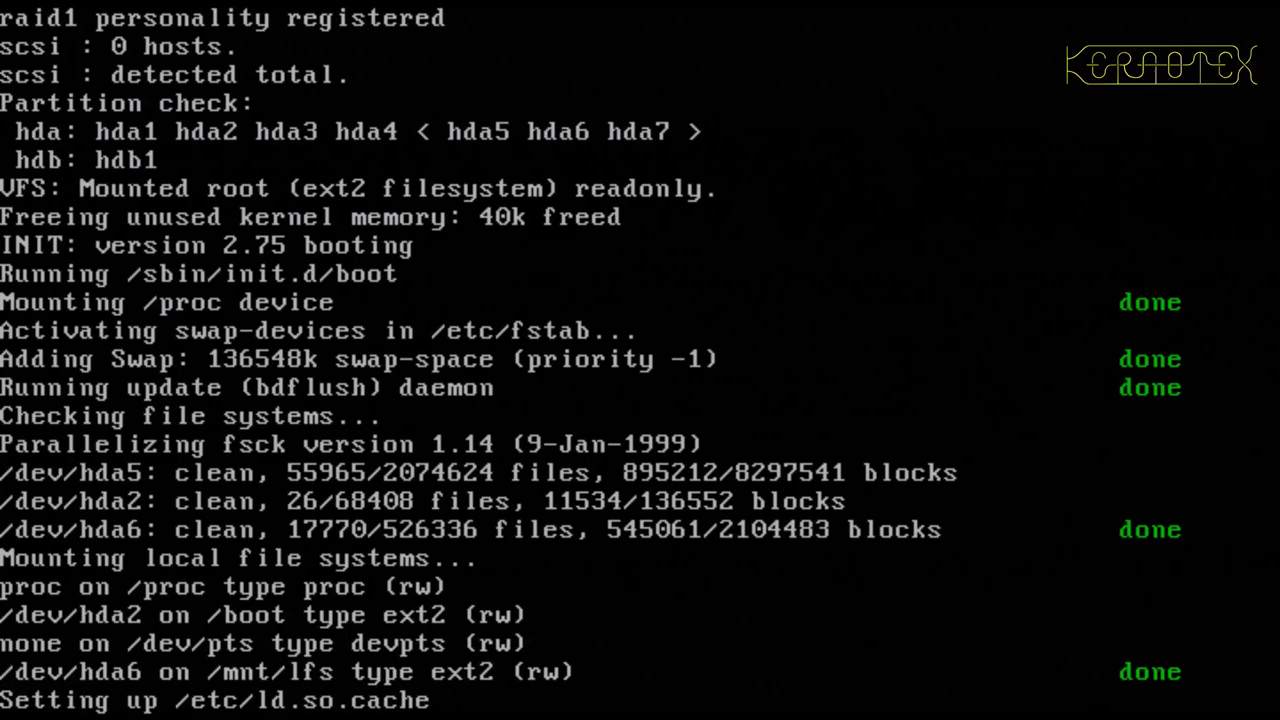 raid1 personality registered
scsi : 0 hosts.
scsi : detected total.
Partition check:
hda: hda1 hda2 hda3 hda4 < hda5 hda6 hda7 >
hdb: hdb1
VFS: Mounted root (ext2 filesystem) readonly.
Freeing unused kernel memory: 40k freed
INIT: version 2.75 booting
Running /sbin/init.d/boot
Mounting /proc device done
Activating swap-devices in /etc/fstab...
Adding Swap: 136548k swap-space (priority -1) done
Running update (bdflush) daemon done
Checking file systems...
Parallelizing fsck version 1.14 (9-Jan-1999)
/dev/hda5: clean, 55965/2074624 files, 895212/8297541 blocks
/dev/hda2: clean, 26/68408 files, 11534/136552 blocks
/dev/hda6: clean, 17770/526336 files, 545061/2104483 blocks done
Mounting local file systems...
proc on /proc type proc (rw)
/dev/hda2 on /boot type ext2 (rw)
none on /dev/pts type devpts (rw)
/dev/hda6 on /mnt/lfs type ext2 (rw) done
Setting up /etc/ld.so.cache